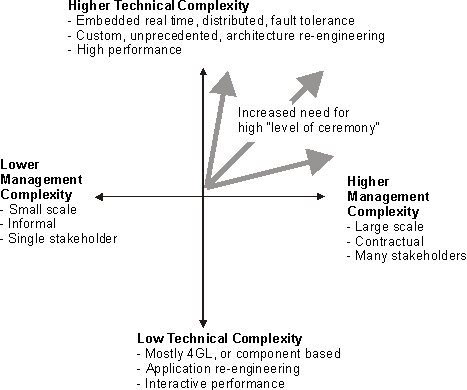 Higher Technical Complexity
- Embedded real time, distributed, fault tolerance
- Custom, unprecedented, architecture re-engineering
- High performance
Increased need for
high "level of ceremony"
Lower
Management
Complexity
- Small scale
- Informal
- Single stakeholder
Higher
Management
Complexity
- Large scale
- Contractual
- Many stakeholders
Low Technical Complexity
- Mostly 4GL, or component based
- Application re-engineering
- Interactive performance